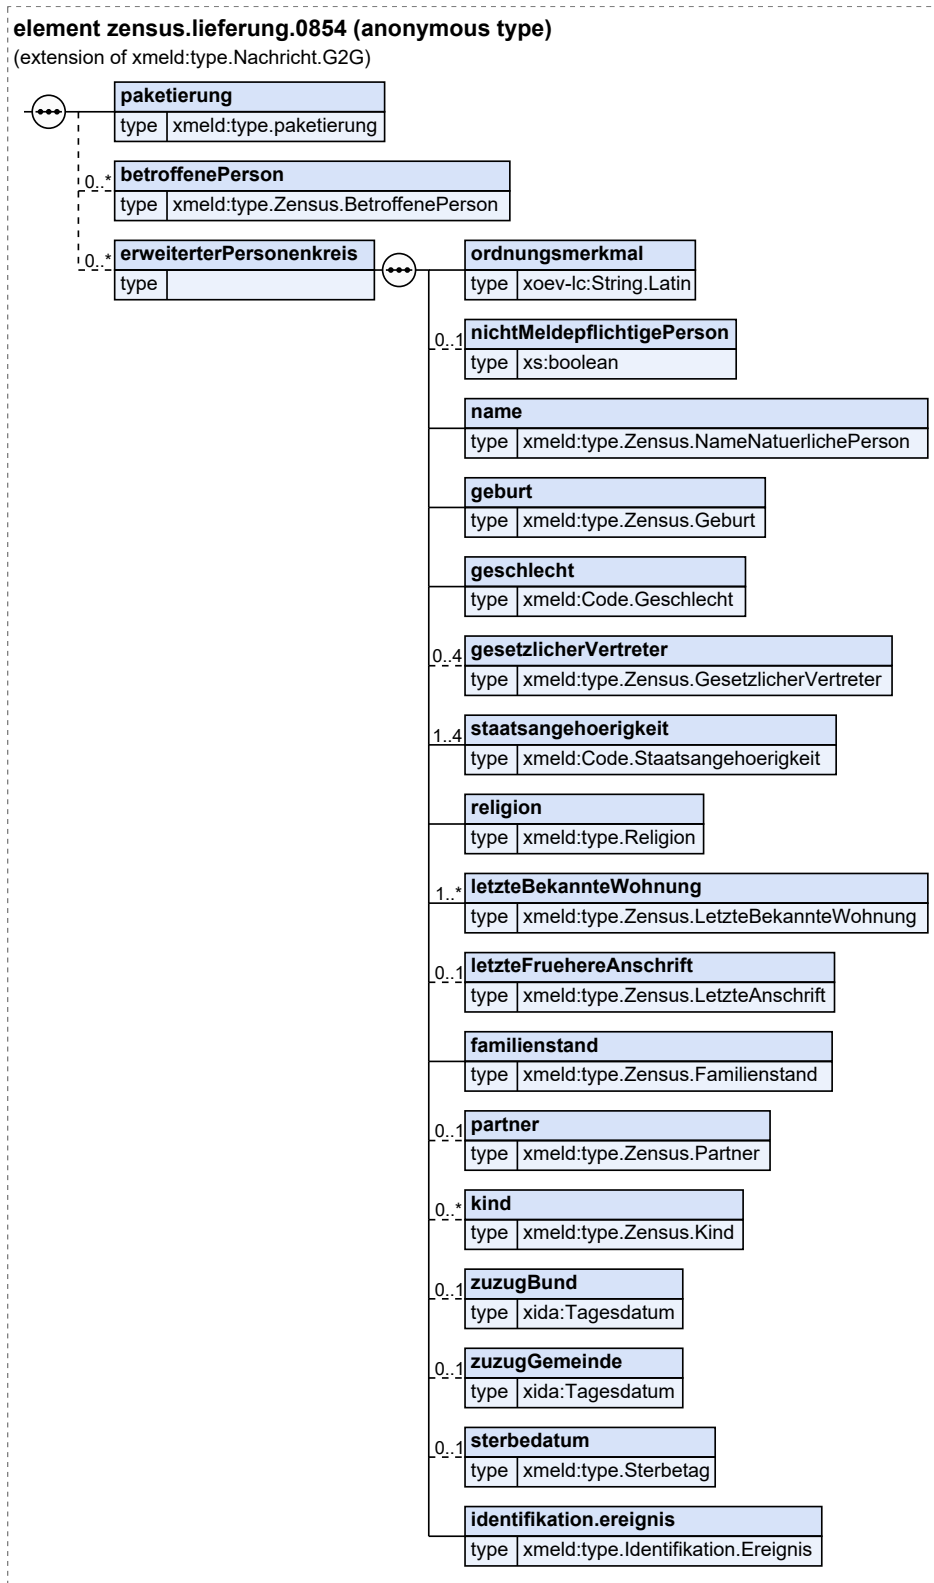 element zensus.lieferung.0854 (anonymous type)
(extension of xmeld:type.Nachricht.G2G)
paketierung
type xmeld:type.paketierung
0..* betroffenePerson
type xmeld:type.Zensus.BetroffenePerson
0..* erweiterterPersonenkreis
type
ordnungsmerkmal
type xoev-lc:String.Latin
0..1 nichtMeldepflichtigePerson
type xs:boolean
name
type xmeld:type.Zensus.NameNatuerlichePerson
geburt
type xmeld:type.Zensus.Geburt
geschlecht
type xmeld:Code.Geschlecht
0..4 gesetzlicherVertreter
type xmeld:type.Zensus.GesetzlicherVertreter
1..4 staatsangehoerigkeit
type xmeld:Code.Staatsangehoerigkeit
religion
type xmeld:type.Religion
1..* letzteBekannteWohnung
type xmeld:type.Zensus.LetzteBekannteWohnung
0..1 letzteFruehereAnschrift
type xmeld:type.Zensus.LetzteAnschrift
familienstand
type xmeld:type.Zensus.Familienstand
0..1 partner
type xmeld:type.Zensus.Partner
0..* kind
type xmeld:type.Zensus.Kind
0..1 zuzugBund
type xida:Tagesdatum
0..1 zuzugGemeinde
type xida:Tagesdatum
0..1 sterbedatum
type xmeld:type.Sterbetag
identifikation.ereignis
type xmeld:type.Identifikation.Ereignis